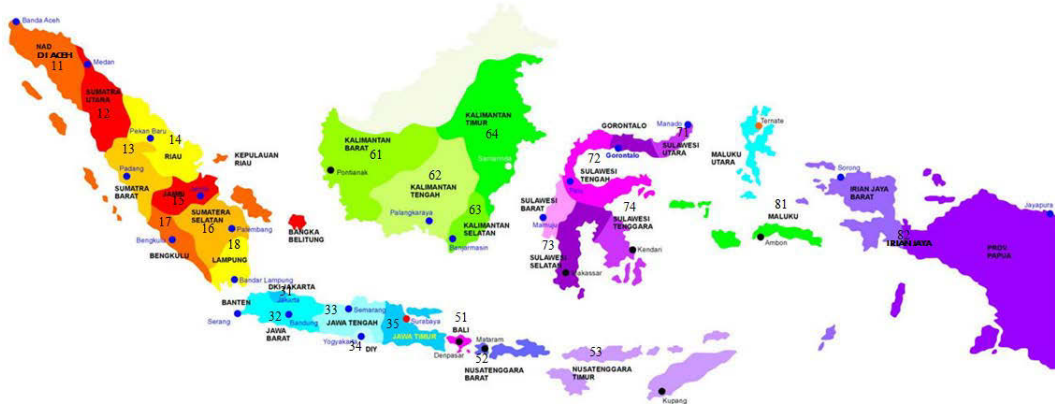 Banda Aceh
NAD
DI ACEH
11
Medan
SUMATRA
UTARA
12
Pekan Baru
14
13
RIAU
KEPULAUAN
RIAU
Padang
SUMATRA
BARAT
JAMBI
15
Jambi
17
SUMATERA
SELATAN
16
Palembang
Bengkulu
BENGKULU
18
LAMPUNG
Bandar Lampung
BANGKA
BELITUNG
DKI JAKARTA
31
Jakarta
BANTEN
Serang
32
Bandung
JAWA
BARAT
33
Semarang
JAWA TENGAH
Yogyakarta
34
DIY
35
Surabaya
JAWA TIMUR
51
BALI
Denpasar
Mataram
52
NUSATENGGARA
BARAT
53
NUSATENGGARA
TIMUR
Kupang
KALIMANTAN
BARAT
61
Pontianak
KALIMANTAN
TIMUR
64
Samarinda
62
KALIMANTAN
TENGAH
Palangkaraya
63
KALIMANTAN
SELATAN
Banjarmasin
GORONTALO
Gorontalo
Manado
71
SULAWESI
UTARA
72
SULAWESI
TENGAH
Palu
SULAWESI
BARAT
Mamuju
74
SULAWESI
TENGGARA
Kendari
73
SULAWESI
SELATAN
Makassar
Ternate
MALUKU
UTARA
81
MALUKU
Ambon
Sorong
IRIAN JAYA
BARAT
82
IRIAN JAYA
PROV.
PAPUA
Jayapura